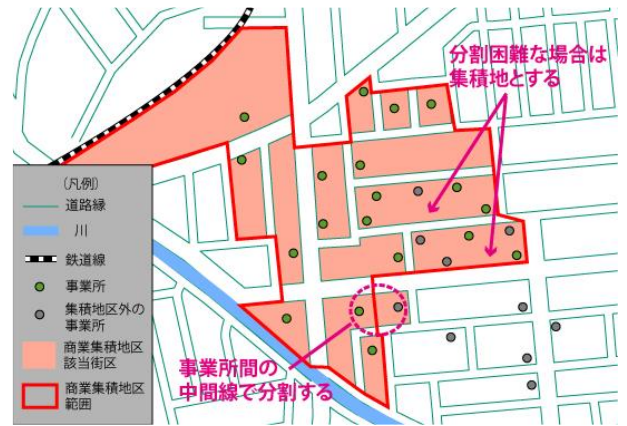 分割困難な場合は
集積地とする
(凡例)
道路縁
川
鉄道線
事業所
集積地区外の
事業所
商業集積地区
該当街区
商業集積地区
範囲
事業所間の
中間線で分割する